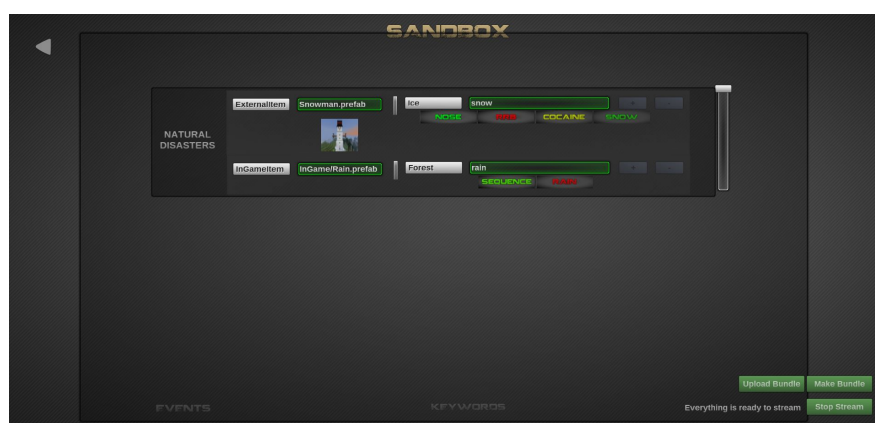 SANDBOX
ExternalItem Snowman.prefab Ice snow + -
NOSE RAIN COCAINE SNOW
NATURAL
DISASTERS
InGameItem InGame/Rain.prefab Forest rain + -
SEQUENCE
Upload Bundle Make Bundle
EVENTS KEYWORDS Everything is ready to stream Stop Stream